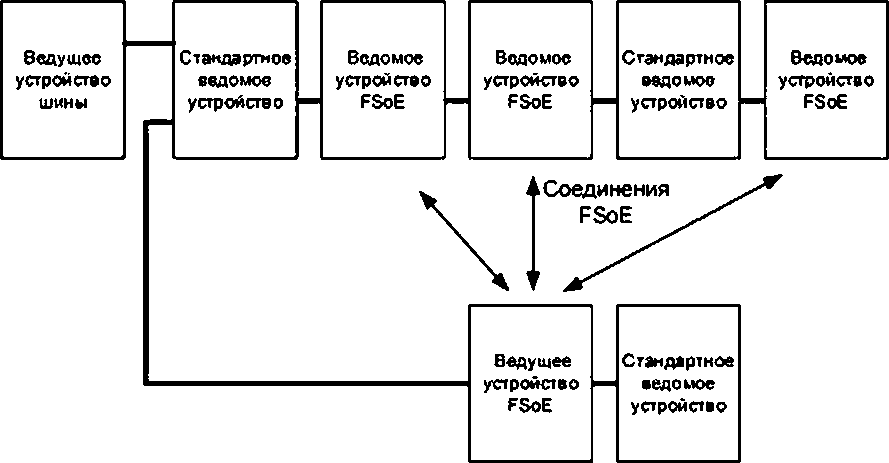 Ведущее
устройство
шины
Стандартное
ведомое
устройство
Ведомое
устройство
FSoE
Ведомое
устройство
FSoE
Стандартное
ведомое
устройство
Ведомое
устройство
FSoE
Соединения
FSoE
Ведущее
устройство
FSoE
Стандартное
ведомое
устройство